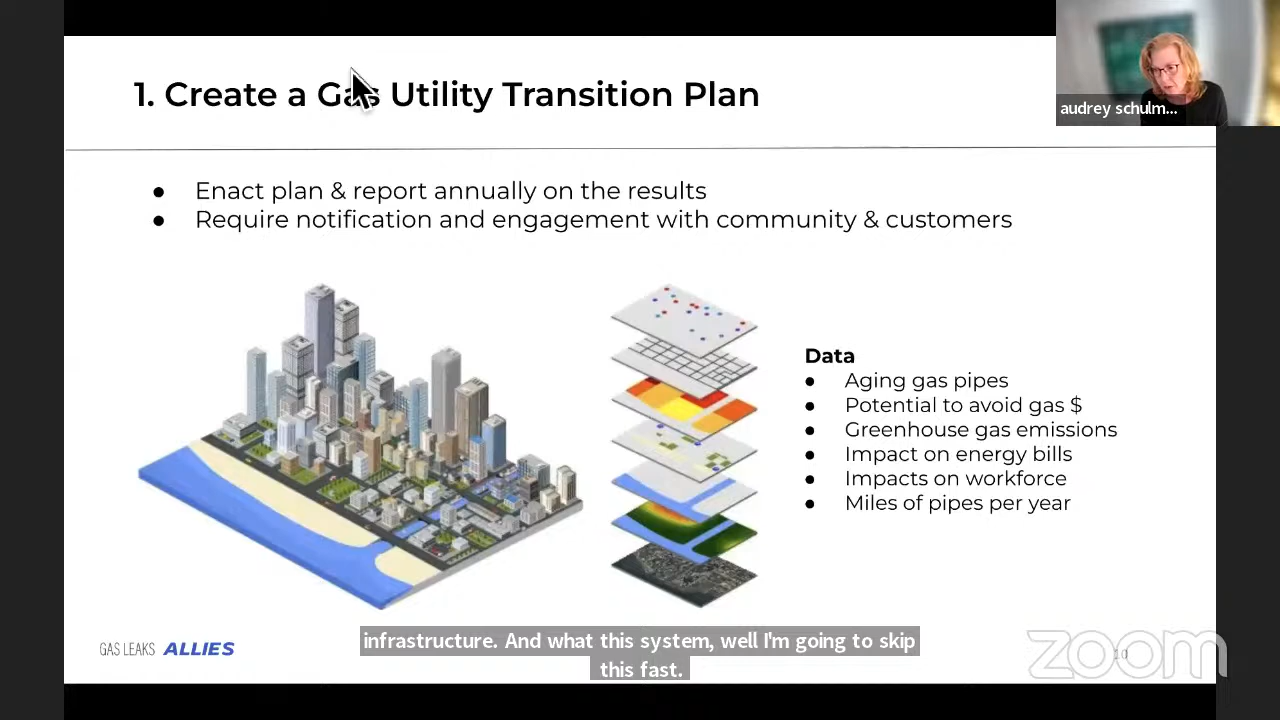 1. Create a Gas Utility Transition Plan
audrey schulm...
● Enact plan & report annually on the results
● Require notification and engagement with community & customers
Data
● Aging gas pipes
● Potential to avoid gas $
● Greenhouse gas emissions
● Impact on energy bills
● Impacts on workforce
● Miles of pipes per year
GAS LEAKS ALLIES
infrastructure. And what this system, well I'm going to skip
this fast.
zoom
10